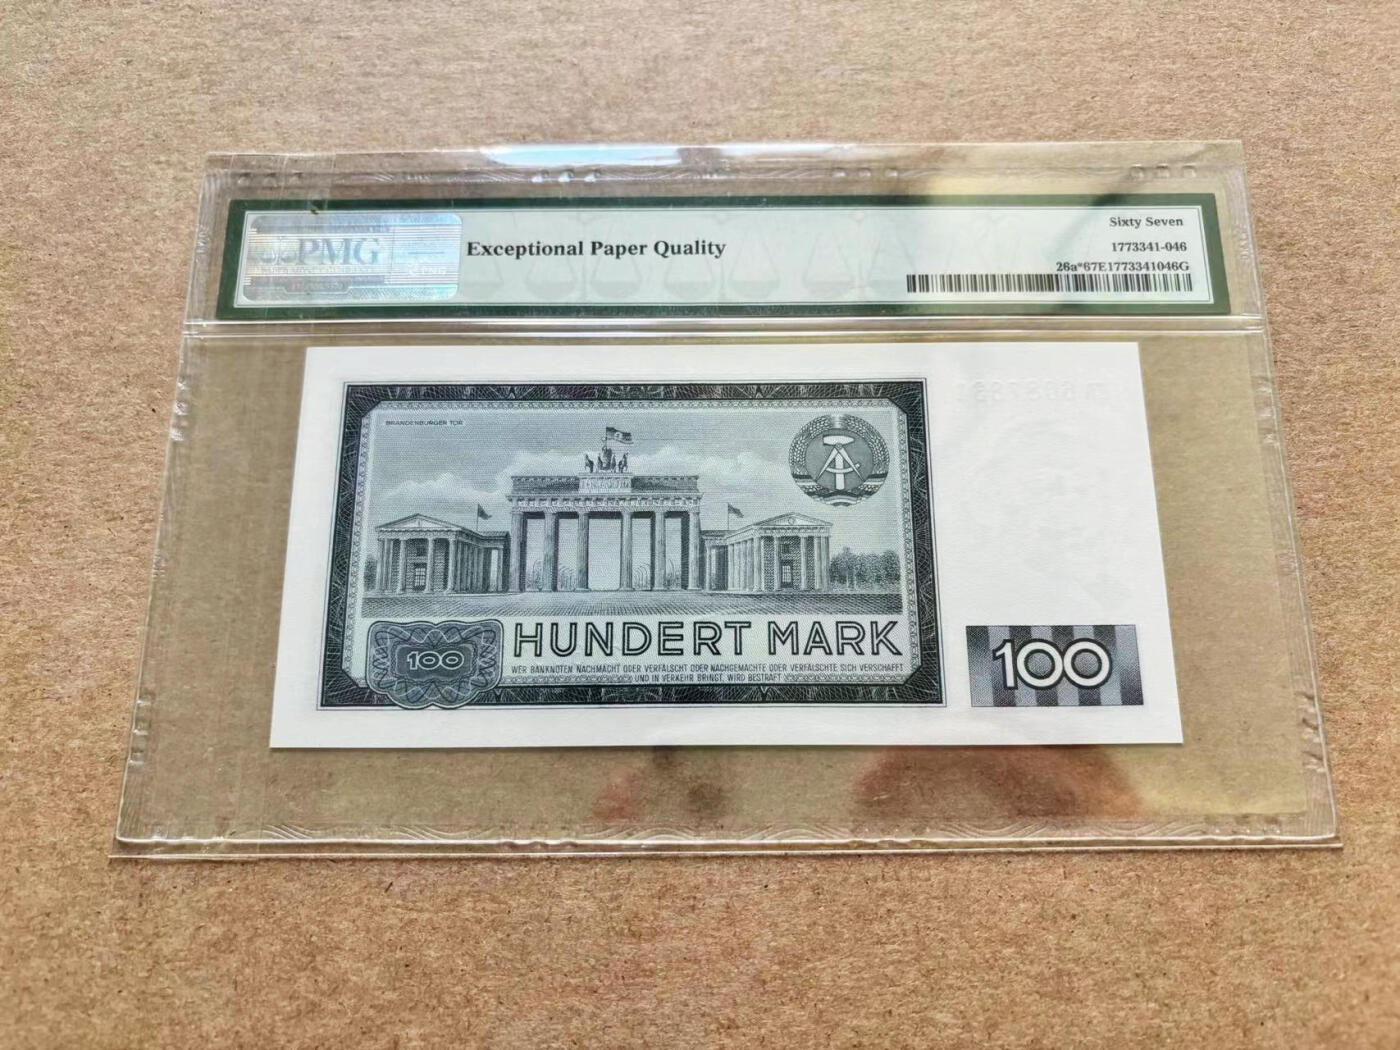 PMG
Exceptional Paper Quality
Sixty Seven
1773341-046
26a*67E1773341046G
BRANDENBURGER TOR
HUNDERT MARK
100
WER BANKNOTEN NACHMACHT ODER VERFÄLSCHT ODER NACHGEMACHTE ODER VERFÄLSCHTE SICH VERSCHAFFT
UND IN VERKEHR BRINGT, WIRD BESTRAFT
100